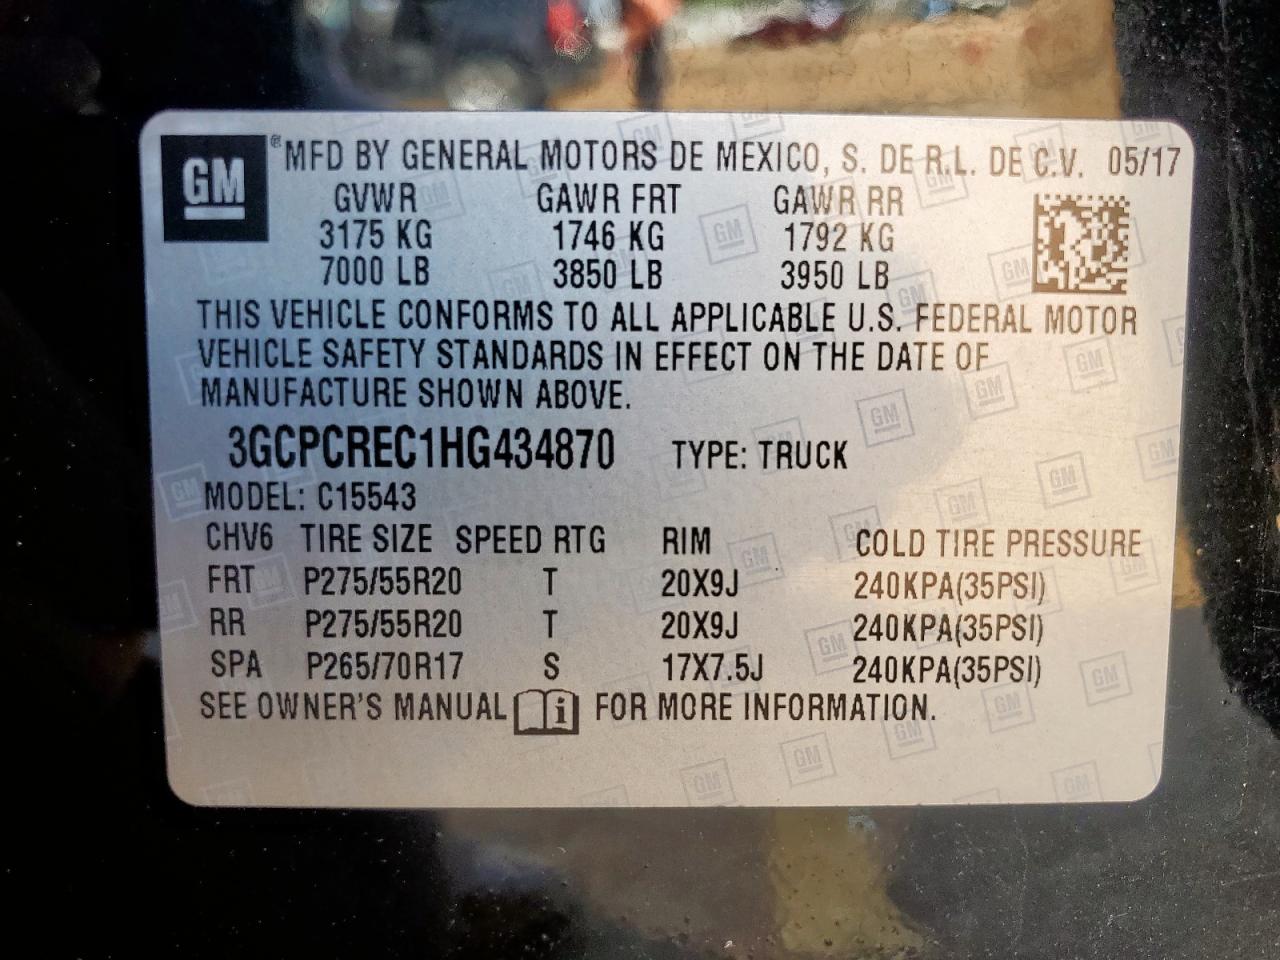 GM ® MFD BY GENERAL MOTORS DE MEXICO, S. DE R.L. DE C.V. 05/17
GVWR GAWR FRT GAWR RR
3175 KG 1746 KG 1792 KG
7000 LB 3850 LB 3950 LB
THIS VEHICLE CONFORMS TO ALL APPLICABLE U.S. FEDERAL MOTOR
VEHICLE SAFETY STANDARDS IN EFFECT ON THE DATE OF
MANUFACTURE SHOWN ABOVE.
3GCPCREC1HG434870 TYPE: TRUCK
MODEL: C15543
CHV6 TIRE SIZE SPEED RTG RIM COLD TIRE PRESSURE
FRT P275/55R20 T 20X9J 240KPA(35PSI)
RR P275/55R20 T 20X9J 240KPA(35PSI)
SPA P265/70R17 S 17X7.5J 240KPA(35PSI)
SEE OWNER'S MANUAL i FOR MORE INFORMATION.